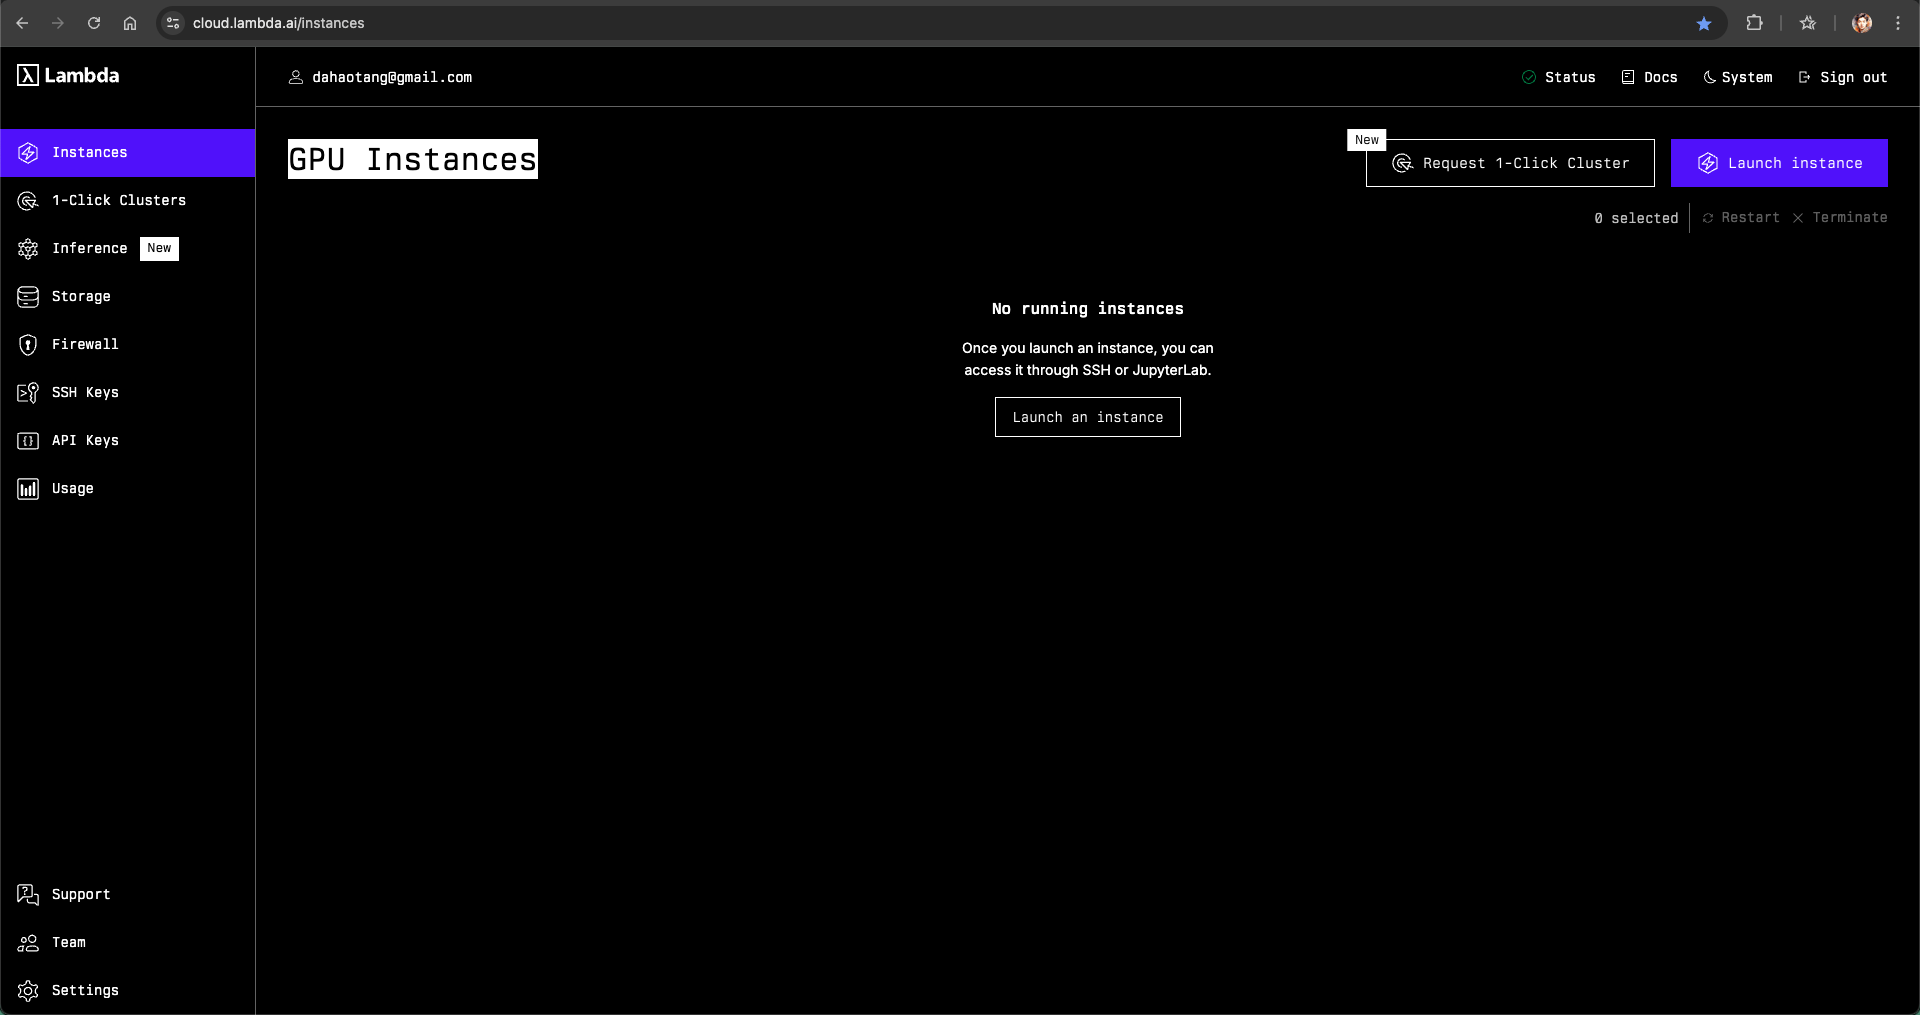 cloud.lambda.ai/instances
Lambda
dahaotang@gmail.com
Status
Docs
System
Sign out
Instances
1-Click Clusters
Inference New
Storage
Firewall
SSH Keys
API Keys
Usage
Support
Team
Settings
GPU Instances
New
Request 1-Click Cluster
Launch instance
0 selected
Restart
Terminate
No running instances
Once you launch an instance, you can
access it through SSH or JupyterLab.
Launch an instance